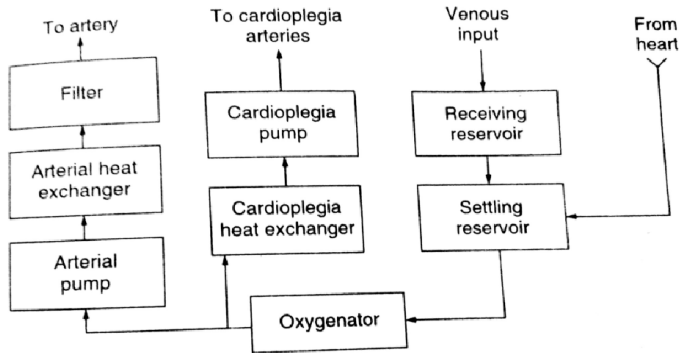 To artery
Filter
Arterial heat
exchanger
Arterial
pump
To cardioplegia
arteries
Cardioplegia
pump
Cardioplegia
heat exchanger
Oxygenator
Venous
input
Receiving
reservoir
Settling
reservoir
From
heart